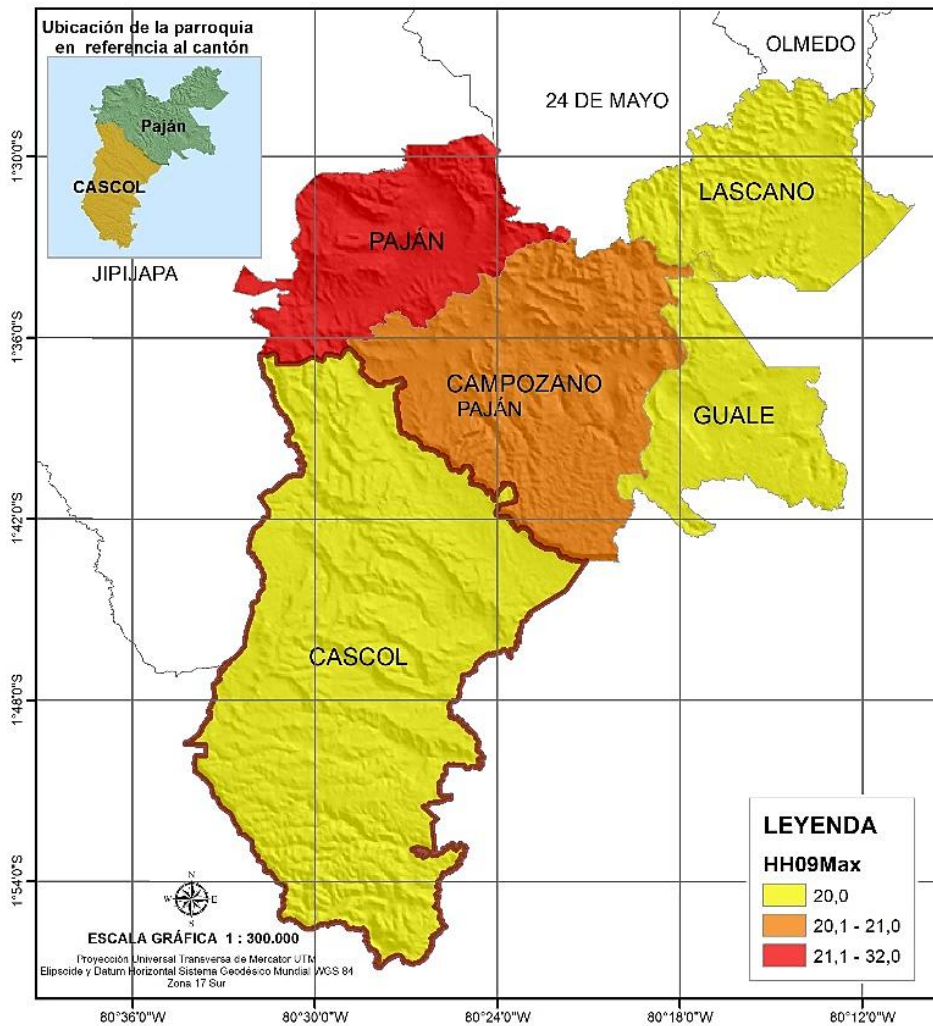 Ubicación de la parroquia
en referencia al cantón
Paján
CASCOL
OLMEDO
24 DE MAYO
LASCANO
PAJÁN
JIPIJAPA
CAMPOZANO
PAJÁN
GUALE
CASCOL
1°30'0"S
1°36'0"S
1°42'0"S
1°48'0"S
1°54'0"S
LEYENDA
HH09Max
20,0
20,1 - 21,0
21,1 - 32,0
N
W
E
S
ESCALA GRÁFICA 1 : 300.000
Proyección Universal Transversa de Mercator UTM
Elipscide y Datum Horizontal Sistema Geodésico Mundial WGS 84
Zona 17 Sur
80°36'0"W
80°30'0"W
80°24'0"W
80°18'0"W
80°12'0"W